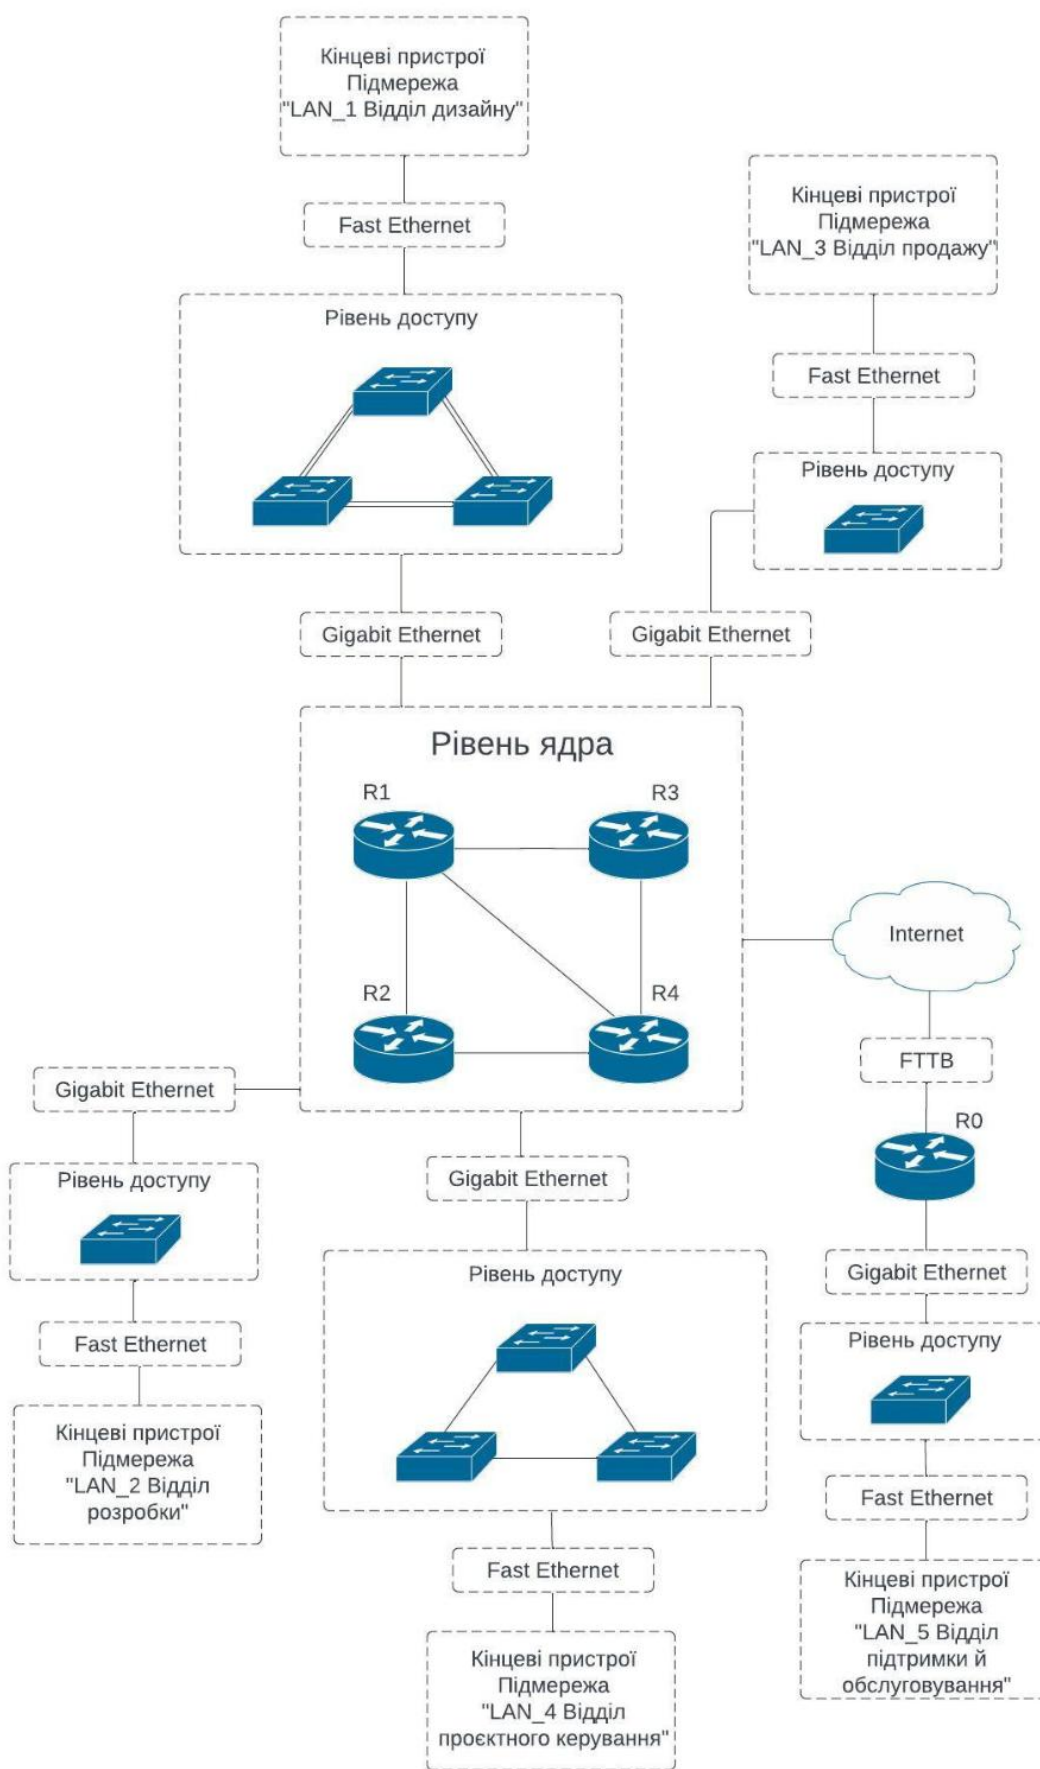 Кінцеві пристрої
Підмережа
"LAN_1 Відділ дизайну"
Fast Ethernet
Рівень доступу
Gigabit Ethernet
Кінцеві пристрої
Підмережа
"LAN_3 Відділ продажу"
Fast Ethernet
Рівень доступу
Gigabit Ethernet
Рівень ядра
R1
R3
R2
R4
Internet
FTTB
R0
Gigabit Ethernet
Рівень доступу
Fast Ethernet
Кінцеві пристрої
Підмережа
"LAN_5 Відділ
підтримки й
обслуговування"
Gigabit Ethernet
Рівень доступу
Fast Ethernet
Кінцеві пристрої
Підмережа
"LAN_2 Відділ
розробки"
Gigabit Ethernet
Рівень доступу
Fast Ethernet
Кінцеві пристрої
Підмережа
"LAN_4 Відділ
проєктного керування"